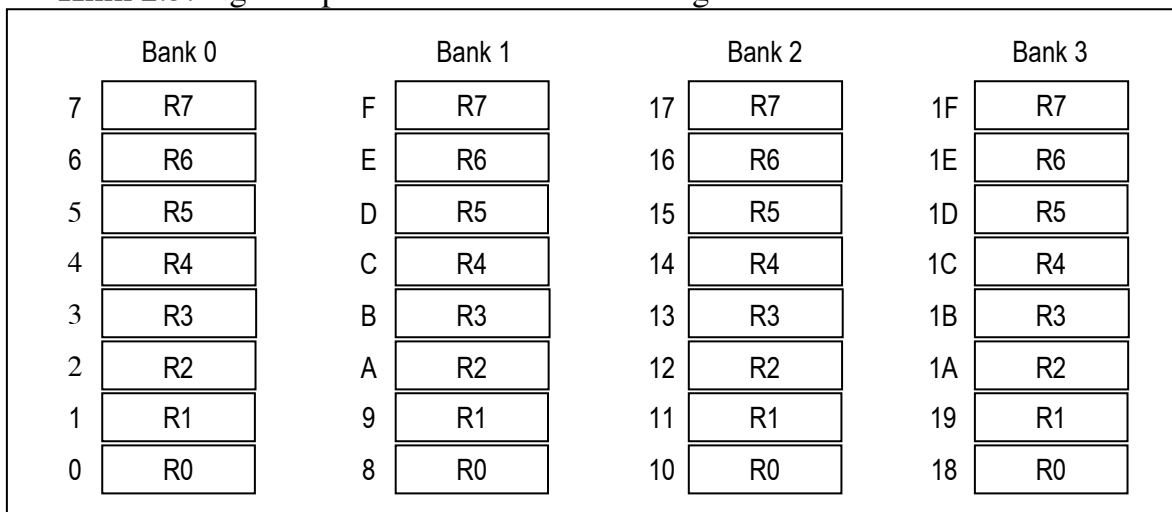 Bank 0 Bank 1 Bank 2 Bank 3
7 R7 F R7 17 R7 1F R7
6 R6 E R6 16 R6 1E R6
5 R5 D R5 15 R5 1D R5
4 R4 C R4 14 R4 1C R4
3 R3 B R3 13 R3 1B R3
2 R2 A R2 12 R2 1A R2
1 R1 9 R1 11 R1 19 R1
0 R0 8 R0 10 R0 18 R0